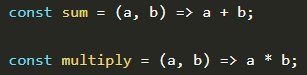 const sum = (a, b) => a + b;
const multiply = (a, b) => a * b;